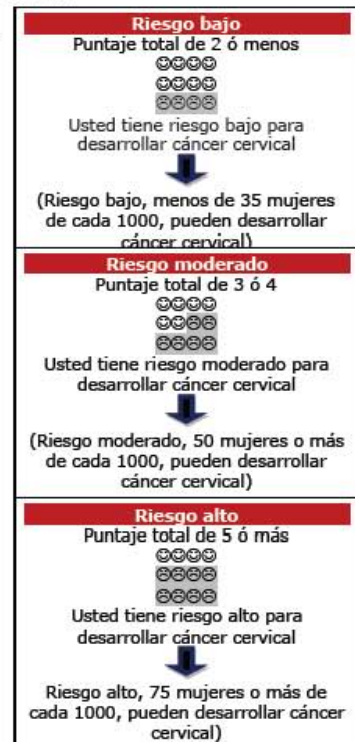 Riesgo bajo
Puntaje total de 2 ó menos
☺☺☺☺
☺☺☺☺
☹☹☹☹
Usted tiene riesgo bajo para
desarrollar cáncer cervical
(Riesgo bajo, menos de 35 mujeres
de cada 1000, pueden desarrollar
cáncer cervical)
Riesgo moderado
Puntaje total de 3 ó 4
☺☺☺☺
☺☺☹☹
☹☹☹☹
Usted tiene riesgo moderado para
desarrollar cáncer cervical
(Riesgo moderado, 50 mujeres o más
de cada 1000, pueden desarrollar
cáncer cervical)
Riesgo alto
Puntaje total de 5 ó más
☺☺☺☺
☹☹☹☹
☹☹☹☹
Usted tiene riesgo alto para
desarrollar cáncer cervical
Riesgo alto, 75 mujeres o más de
cada 1000, pueden desarrollar cáncer
cervical)